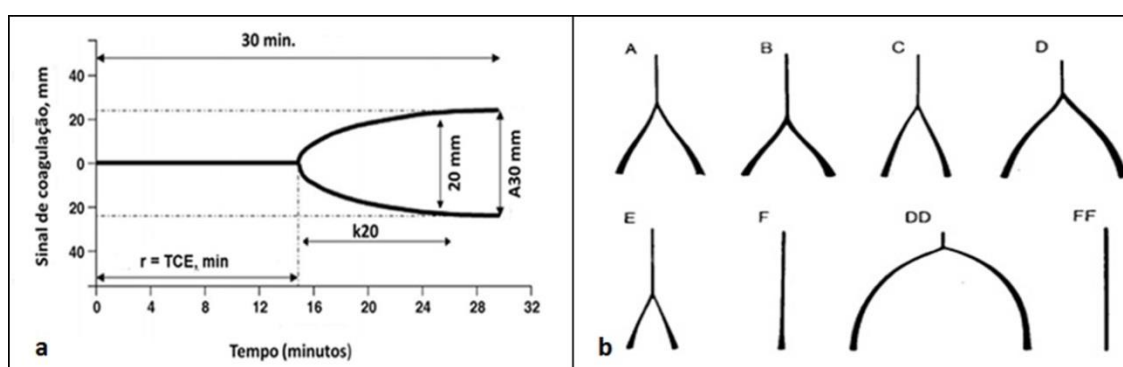 30 min.
Sinal de coagulação, mm
40
20
0
20
40
20 mm
A30 mm
k20
r = TCE, min
0 4 8 12 16 20 24 28 32
Tempo (minutos)
a
A B C D
E F DD FF
b